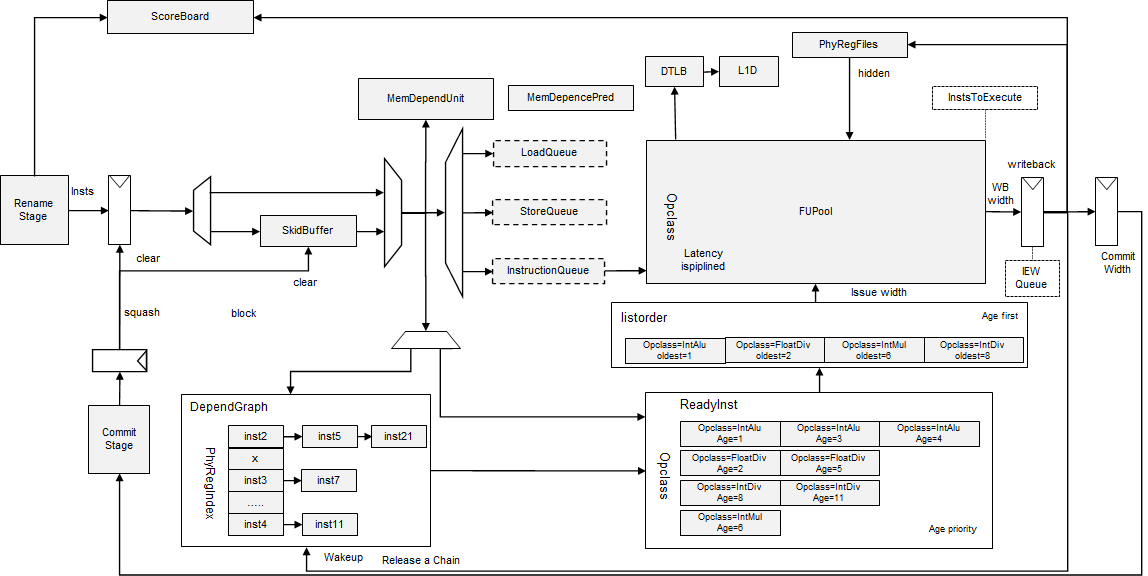 ScoreBoard
PhyRegFiles
hidden
DTLB
L1D
MemDependUnit
MemDepencePred
InstsToExecute
LoadQueue
StoreQueue
InstructionQueue
Rename
Stage
Insts
SkidBuffer
clear
clear
squash
block
Opclass
FUPool
Latency
ispiplined
writeback
WB
width
IEW
Queue
Commit
Width
Issue width
listorder
Age first
Opclass=IntAlu
oldest=1
Opclass=FloatDiv
oldest=2
Opclass=IntMul
oldest=6
Opclass=IntDiv
oldest=8
Commit
Stage
DependGraph
PhyRegIndex
inst2
inst5
inst21
x
inst3
inst7
.....
inst4
inst11
Wakeup
Release a Chain
ReadyInst
Opclass
Opclass=IntAlu
Age=1
Opclass=IntAlu
Age=3
Opclass=IntAlu
Age=4
Opclass=FloatDiv
Age=2
Opclass=FloatDiv
Age=5
Opclass=IntDiv
Age=8
Opclass=IntDiv
Age=11
Opclass=IntMul
Age=6
Age priority